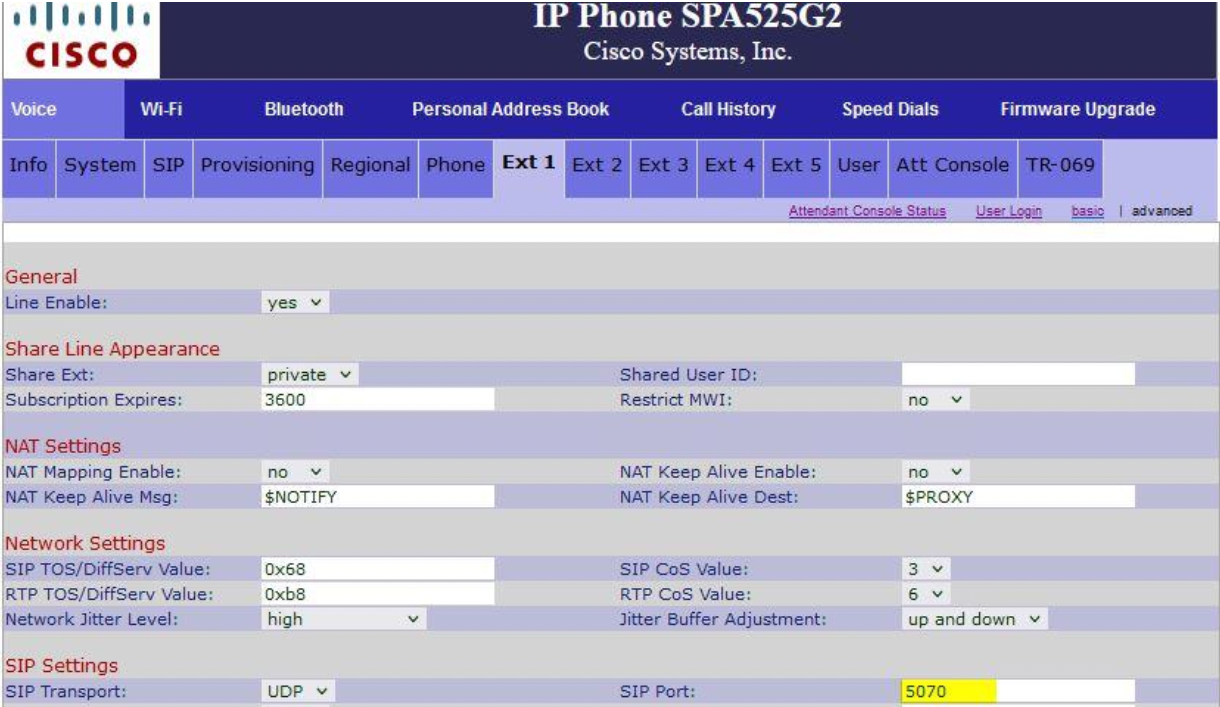 IP Phone SPA525G2
CISCO
Cisco Systems, Inc.
Voice Wi-Fi Bluetooth Personal Address Book Call History Speed Dials Firmware Upgrade
Info System SIP Provisioning Regional Phone Ext 1 Ext 2 Ext 3 Ext 4 Ext 5 User Att Console TR-069
Attendant Console Status User Login basic | advanced
General
Line Enable: yes
Share Line Appearance
Share Ext: private Shared User ID:
Subscription Expires: 3600 Restrict MWI: no
NAT Settings
NAT Mapping Enable: no NAT Keep Alive Enable: no
NAT Keep Alive Msg: $NOTIFY NAT Keep Alive Dest: $PROXY
Network Settings
SIP TOS/DiffServ Value: 0x68 SIP CoS Value: 3
RTP TOS/DiffServ Value: 0xb8 RTP CoS Value: 6
Network Jitter Level: high Jitter Buffer Adjustment: up and down
SIP Settings
SIP Transport: UDP SIP Port: 5070